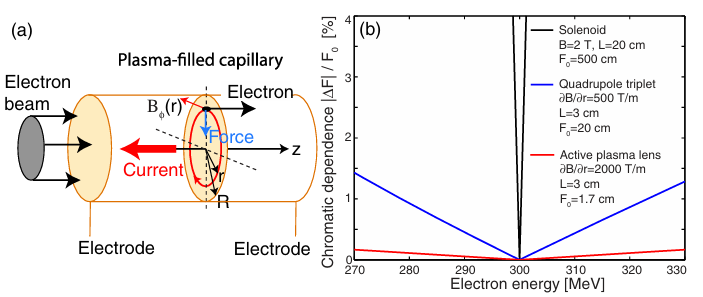 (a)
Plasma-filled capillary
Electron
beam
Bϕ(r)
Electron
Force
z
Current
r
R
Electrode
Electrode
(b)
Chromatic dependence |ΔF| / F₀ [%]
4
3
2
1
0
270
280
290
300
310
320
330
Electron energy [MeV]
Solenoid
B=2 T, L=20 cm
F₀=500 cm
Quadrupole triplet
∂B/∂r=500 T/m
L=3 cm
F₀=20 cm
Active plasma lens
∂B/∂r=2000 T/m
L=3 cm
F₀=1.7 cm